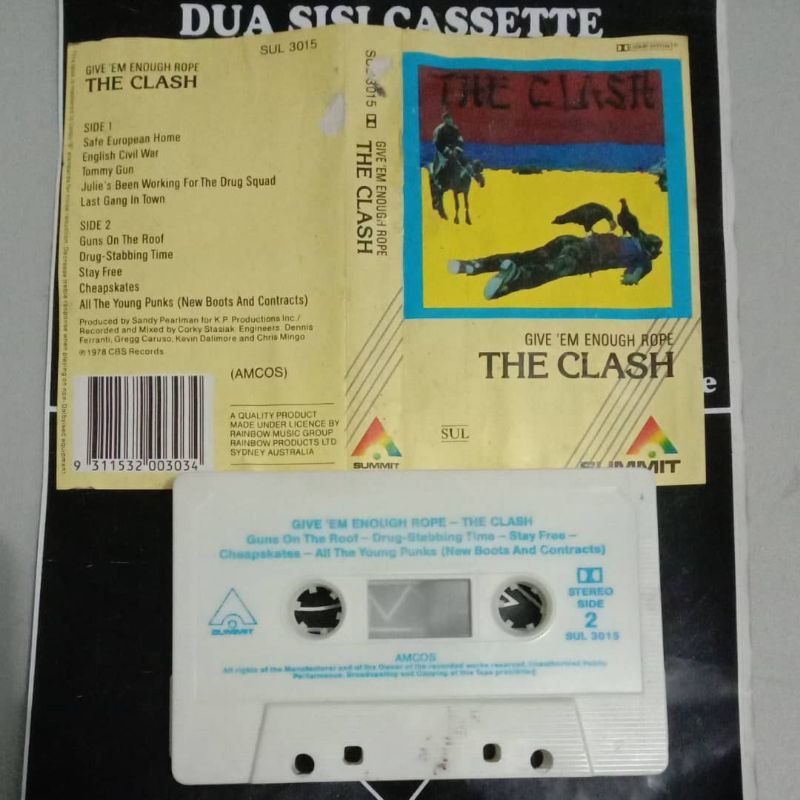 DUA SISI CASSETTE
SUL 3015
GIVE 'EM ENOUGH ROPE
THE CLASH
SIDE 1
Safe European Home
English Civil War
Tommy Gun
Julie's Been Working For The Drug Squad
Last Gang In Town
SIDE 2
Guns On The Roof
Drug-Stabbing Time
Stay Free
Cheapskates
All The Young Punks (New Boots And Contracts)
Produced by Sandy Pearlman for K.P. Productions Inc./
Recorded and Mixed by Corky Stasiak. Engineers: Dennis
Ferranti, Gregg Caruso, Kevin Dalimore and Chris Mingo
℗1978 CBS Records
(AMCOS)
9 311532 003034
A QUALITY PRODUCT
MADE UNDER LICENCE BY
RAINBOW MUSIC GROUP
RAINBOW PRODUCTS LTD
SYDNEY AUSTRALIA
SUL 3015
GIVE 'EM ENOUGH ROPE
THE CLASH
SUMMIT
THE CLASH
GIVE 'EM ENOUGH ROPE
THE CLASH
SUL
SUMMIT
e
GIVE 'EM ENOUGH ROPE – THE CLASH
Guns On The Roof – Drug-Stabbing Time – Stay Free –
Cheapskates – All The Young Punks (New Boots And Contracts)
STEREO
SIDE
2
SUL 3015
SUMMIT
AMCOS
All rights of the Manufacturer and of the Owner of the recorded works reserved. Unauthorised Public
Performance, Broadcasting and Copying of this Tape prohibited.